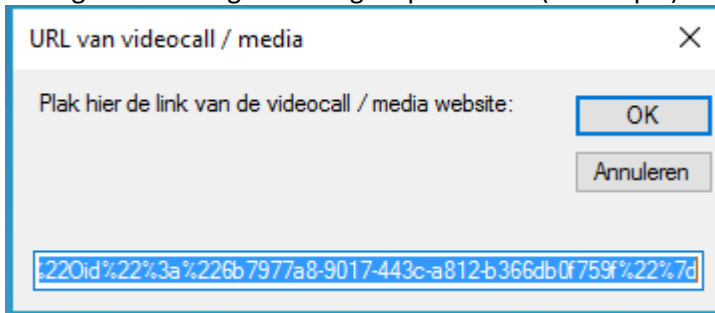 URL van videocall / media
Plak hier de link van de videocall / media website:
OK
Annuleren
%22Oid%22%3a%226b7977a8-9017-443c-a812-b366db0f759f%22%7d